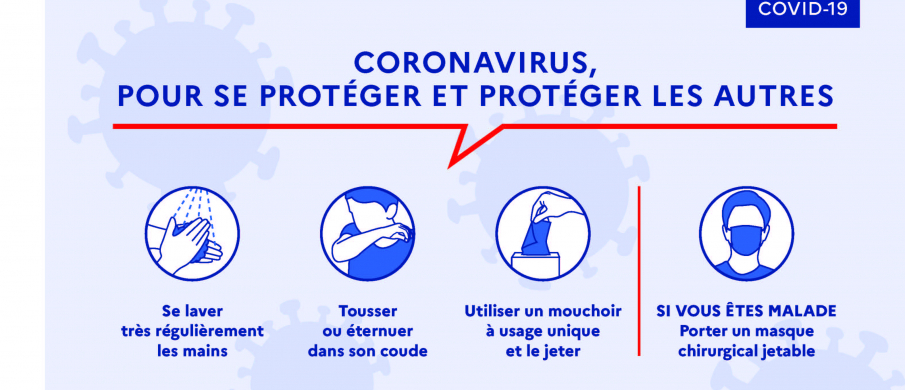 COVID-19
CORONAVIRUS,
POUR SE PROTÉGER ET PROTÉGER LES AUTRES
Se laver
très régulièrement
les mains
Tousser
ou éternuer
dans son coude
Utiliser un mouchoir
à usage unique
et le jeter
SI VOUS ÊTES MALADE
Porter un masque
chirurgical jetable